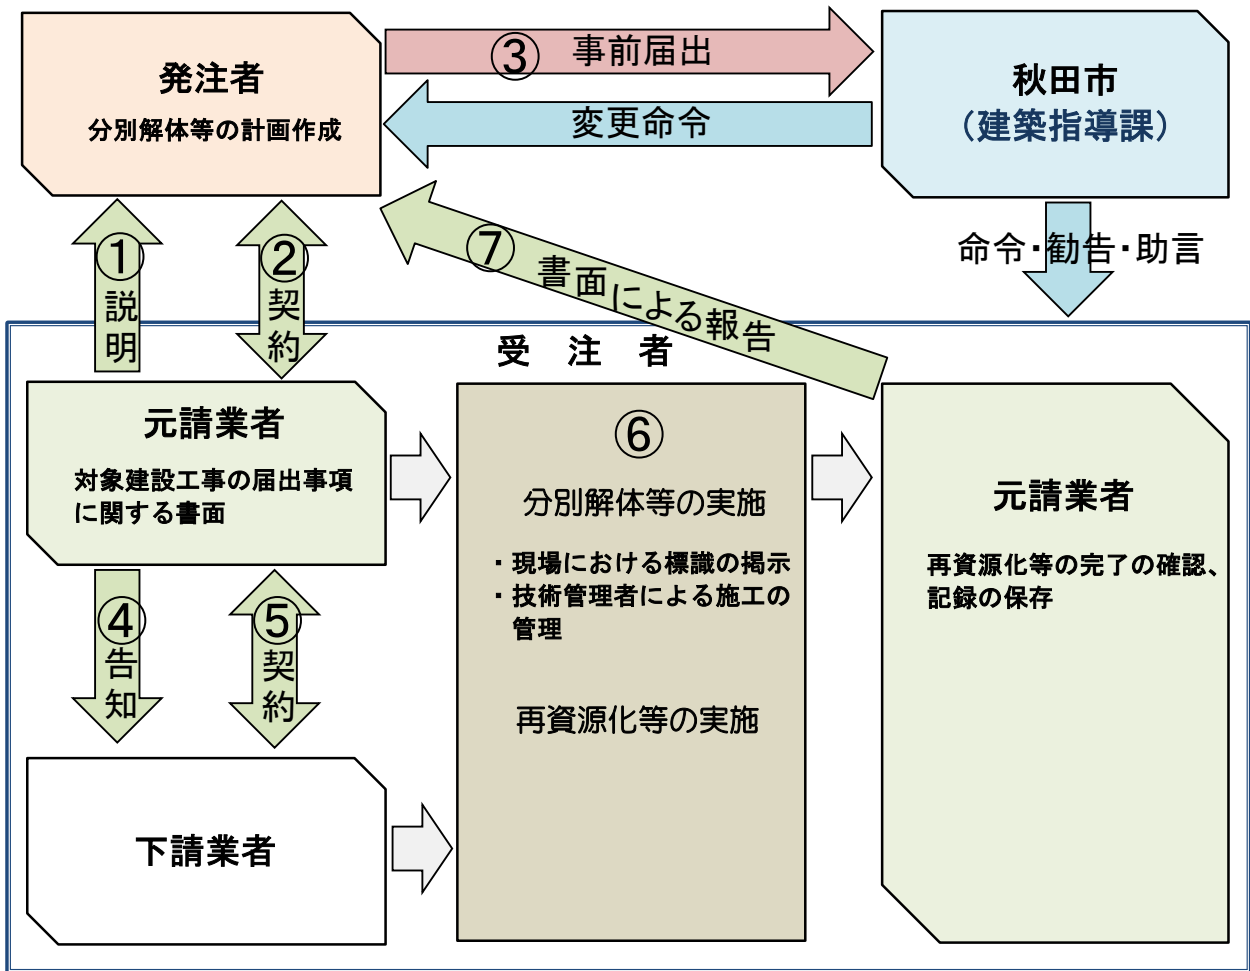 発注者
分別解体等の計画作成
③ 事前届出
変更命令
秋田市
（建築指導課）
命令・勧告・助言
①説明
②契約
⑦ 書面による報告
受 注 者
元請業者
対象建設工事の届出事項
に関する書面
④告知
⑤契約
下請業者
⑥
分別解体等の実施
・現場における標識の掲示
・技術管理者による施工の
管理
再資源化等の実施
元請業者
再資源化等の完了の確認、
記録の保存